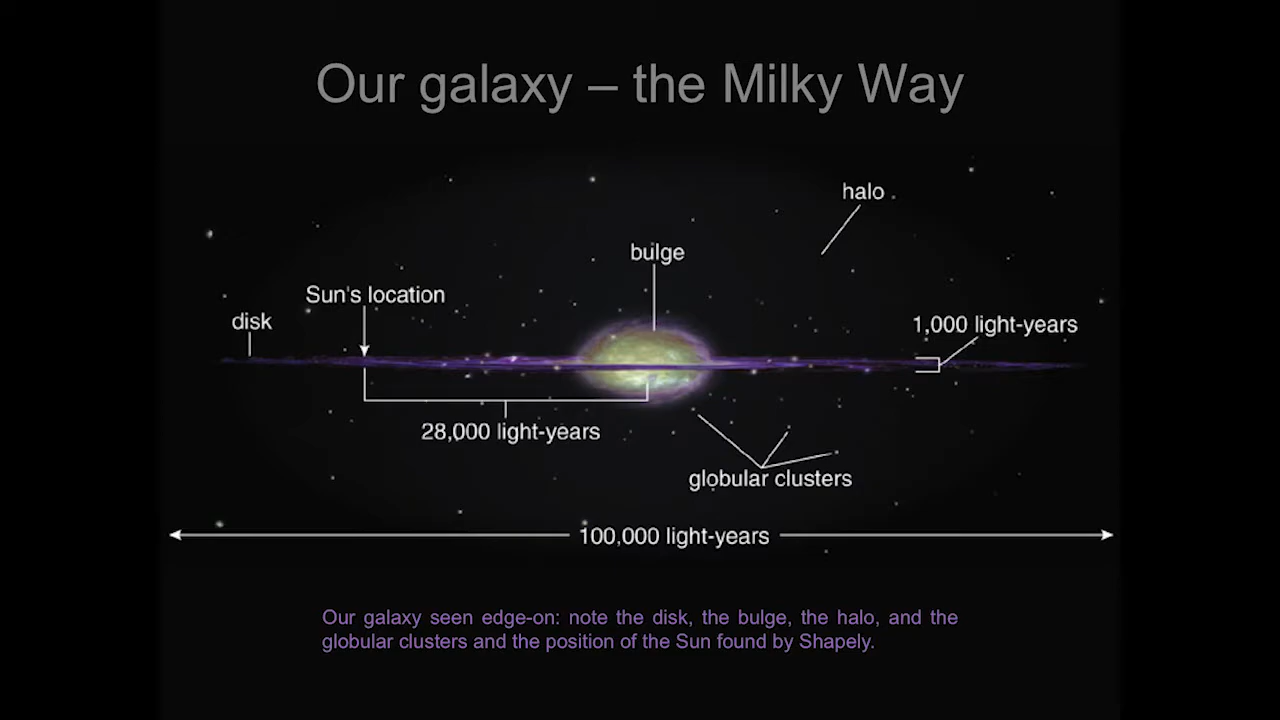 Our galaxy – the Milky Way
halo
bulge
Sun's location
disk
1,000 light-years
28,000 light-years
globular clusters
100,000 light-years
Our galaxy seen edge-on: note the disk, the bulge, the halo, and the
globular clusters and the position of the Sun found by Shapely.